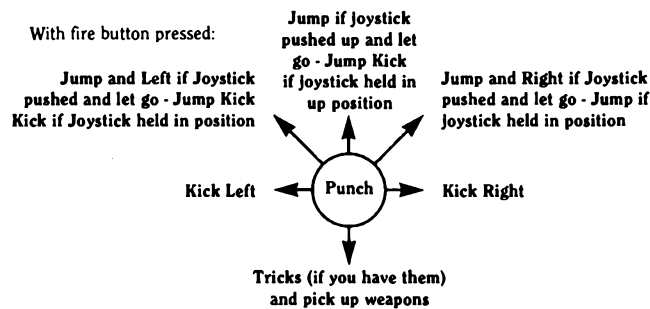 With fire button pressed:
Jump if joystick
pushed up and let
go - Jump Kick
if joystick held in
up position
Jump and Left if Joystick
pushed and let go - Jump Kick
Kick if Joystick held in position
Jump and Right if Joystick
pushed and let go - Jump if
joystick held in position
Kick Left
Punch
Kick Right
Tricks (if you have them)
and pick up weapons